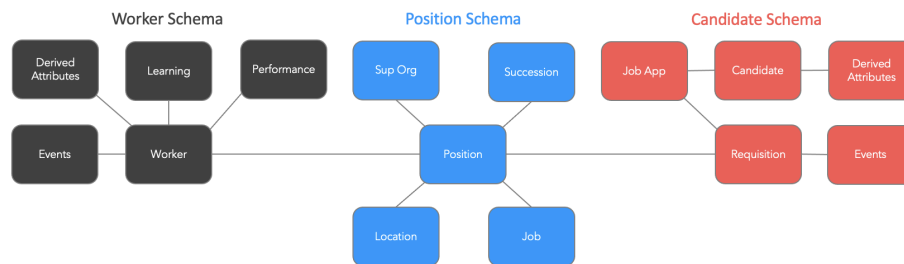 Worker Schema
Position Schema
Candidate Schema
Derived
Attributes
Learning
Performance
Sup Org
Succession
Job App
Candidate
Derived
Attributes
Events
Worker
Position
Requisition
Events
Location
Job